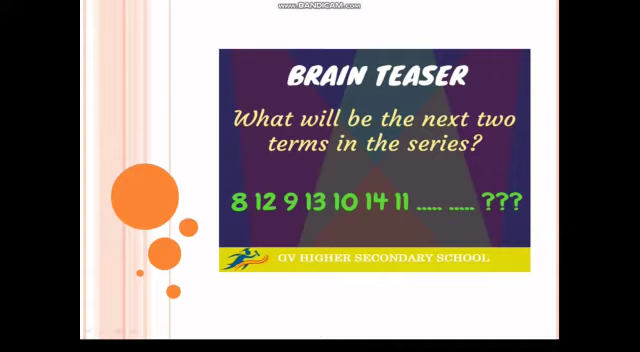 www.BANDICAM.com
BRAIN TEASER
What will be the next two
terms in the series?
8 12 9 13 10 14 11 ..... ..... ???
GV HIGHER SECONDARY SCHOOL